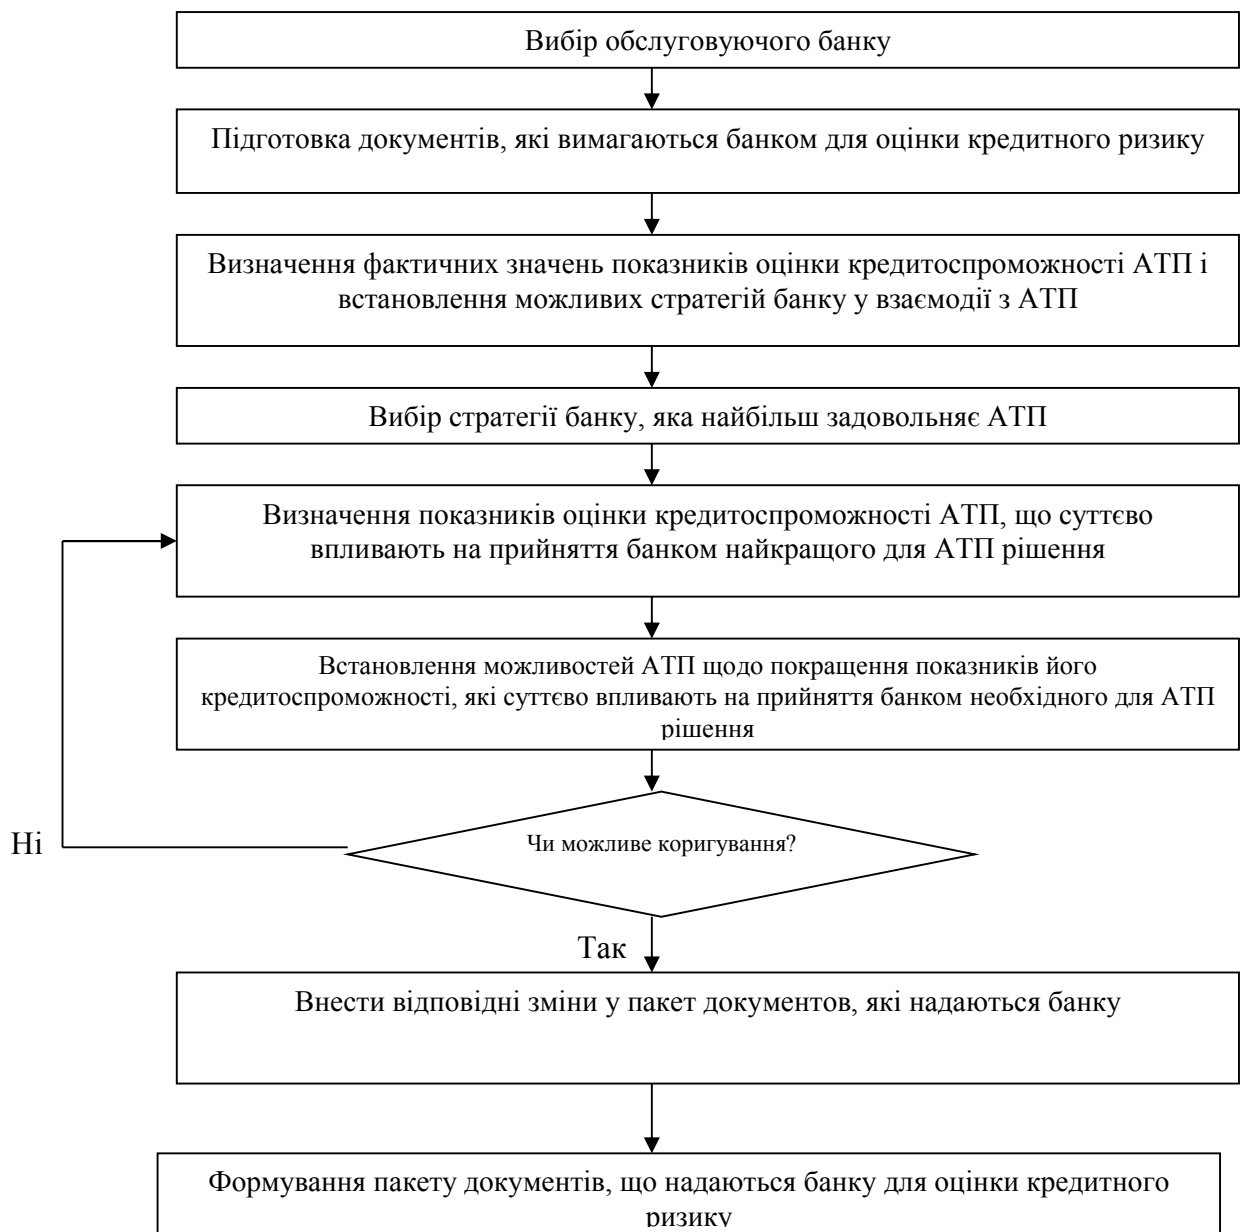 Вибір обслуговуючого банку
Підготовка документів, які вимагаються банком для оцінки кредитного ризику
Визначення фактичних значень показників оцінки кредитоспроможності АТП і
встановлення можливих стратегій банку у взаємодії з АТП
Вибір стратегії банку, яка найбільш задовольняє АТП
Визначення показників оцінки кредитоспроможності АТП, що суттєво
впливають на прийняття банком найкращого для АТП рішення
Встановлення можливостей АТП щодо покращення показників його
кредитоспроможності, які суттєво впливають на прийняття банком необхідного для АТП
рішення
Ні
Чи можливе коригування?
Так
Внести відповідні зміни у пакет документов, які надаються банку
Формування пакету документів, що надаються банку для оцінки кредитного
ризику